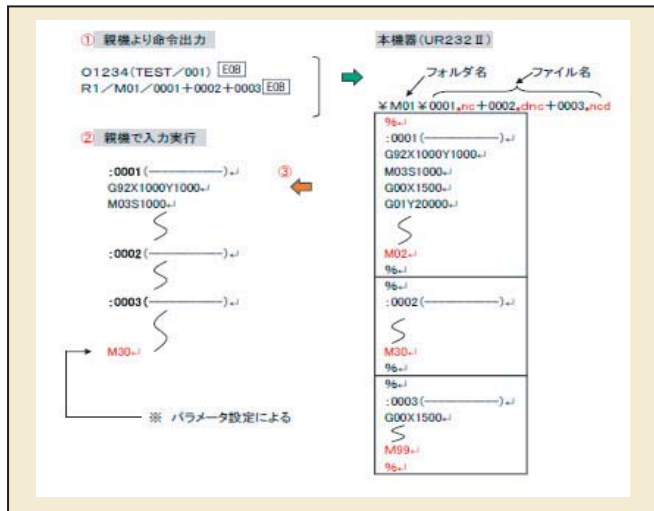 ① 親機より命令出力
O1234(TEST/001) EOB
R1/M01/0001+0002+0003 EOB
② 親機で入力実行
:0001(―――――)↵
G92X1000Y1000↵
M03S1000↵
:0002(―――――)↵
:0003(―――――)↵
M30↵
※ パラメータ設定による
③
本機器(UR232Ⅱ)
フォルダ名 ファイル名
¥M01¥0001.nc+0002.dnc+0003.ncd
%↵
:0001(―――――)↵
G92X1000Y1000↵
M03S1000↵
G00X1500↵
G01Y20000↵
M02↵
%↵
%↵
:0002(―――――)↵
M30↵
%↵
%↵
:0003(―――――)↵
G00X1500↵
M99↵
%↵